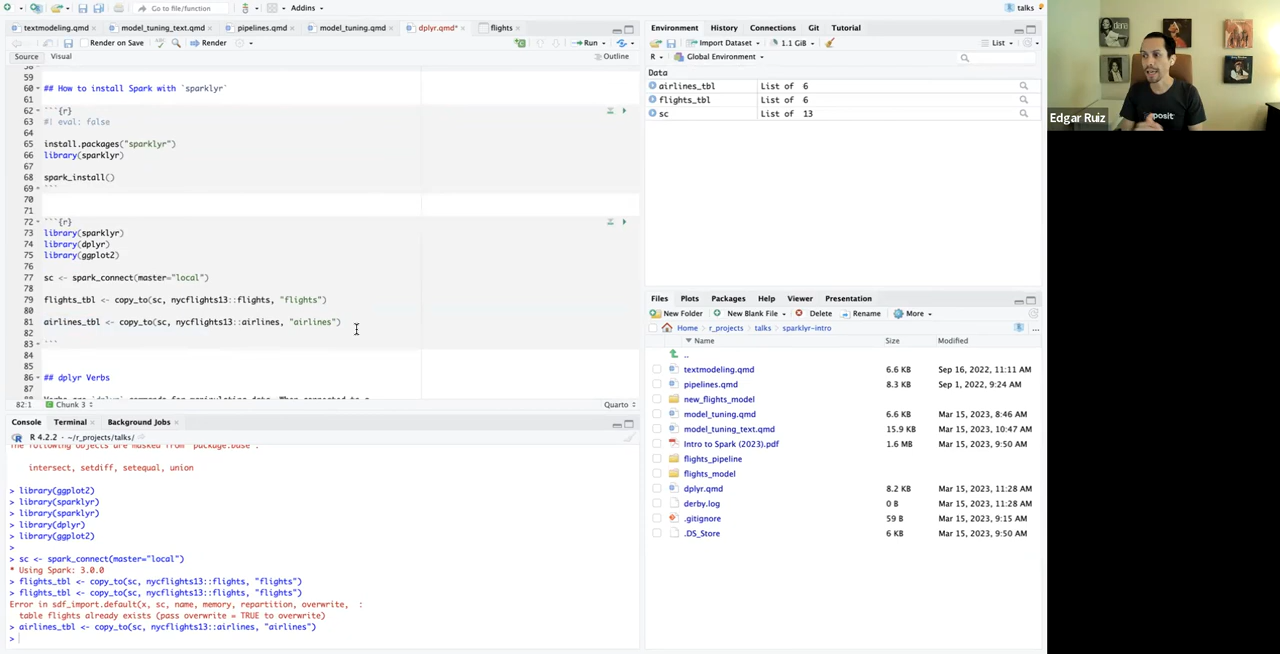 Go to file/function
Addins
talks
textmodeling.qmd
model_tuning_text.qmd
pipelines.qmd
model_tuning.qmd
dplyr.qmd*
flights
Render on Save
Render
Run
Source
Visual
Outline
59
60 ## How to install Spark with `sparklyr`
61
62 ```{r}
63 #| eval: false
64
65 install.packages("sparklyr")
66 library(sparklyr)
67
68 spark_install()
69 ```
70
71
72 ```{r}
73 library(sparklyr)
74 library(dplyr)
75 library(ggplot2)
76
77 sc <- spark_connect(master="local")
78
79 flights_tbl <- copy_to(sc, nycflights13::flights, "flights")
80
81 airlines_tbl <- copy_to(sc, nycflights13::airlines, "airlines")
82
83 ```
84
85
86 ## dplyr Verbs
87
82:1 Chunk 3 Quarto
Console Terminal Background Jobs
R 4.2.2 · ~/r_projects/talks/
The following objects are masked from 'package:base':
intersect, setdiff, setequal, union
> library(ggplot2)
> library(sparklyr)
> library(sparklyr)
> library(dplyr)
> library(ggplot2)
>
> sc <- spark_connect(master="local")
* Using Spark: 3.0.0
> flights_tbl <- copy_to(sc, nycflights13::flights, "flights")
> flights_tbl <- copy_to(sc, nycflights13::flights, "flights")
Error in sdf_import.default(x, sc, name, memory, repartition, overwrite, :
table flights already exists (pass overwrite = TRUE to overwrite)
> airlines_tbl <- copy_to(sc, nycflights13::airlines, "airlines")
>
Environment History Connections Git Tutorial
Import Dataset 1.1 GiB List
R Global Environment
Data
airlines_tbl List of 6
flights_tbl List of 6
sc List of 13
Files Plots Packages Help Viewer Presentation
New Folder New Blank File Delete Rename More
Home r_projects talks sparklyr-intro
Name Size Modified
..
textmodeling.qmd 6.6 KB Sep 16, 2022, 11:11 AM
pipelines.qmd 8.3 KB Sep 1, 2022, 9:24 AM
new_flights_model
model_tuning.qmd 6.6 KB Mar 15, 2023, 8:46 AM
model_tuning_text.qmd 15.9 KB Mar 15, 2023, 10:47 AM
Intro to Spark (2023).pdf 1.6 MB Mar 15, 2023, 9:50 AM
flights_pipeline
flights_model
dplyr.qmd 8.2 KB Mar 15, 2023, 11:28 AM
derby.log 0 B Mar 15, 2023, 11:28 AM
.gitignore 59 B Mar 15, 2023, 9:15 AM
.DS_Store 6 KB Mar 15, 2023, 9:50 AM
Edgar Ruiz
posit